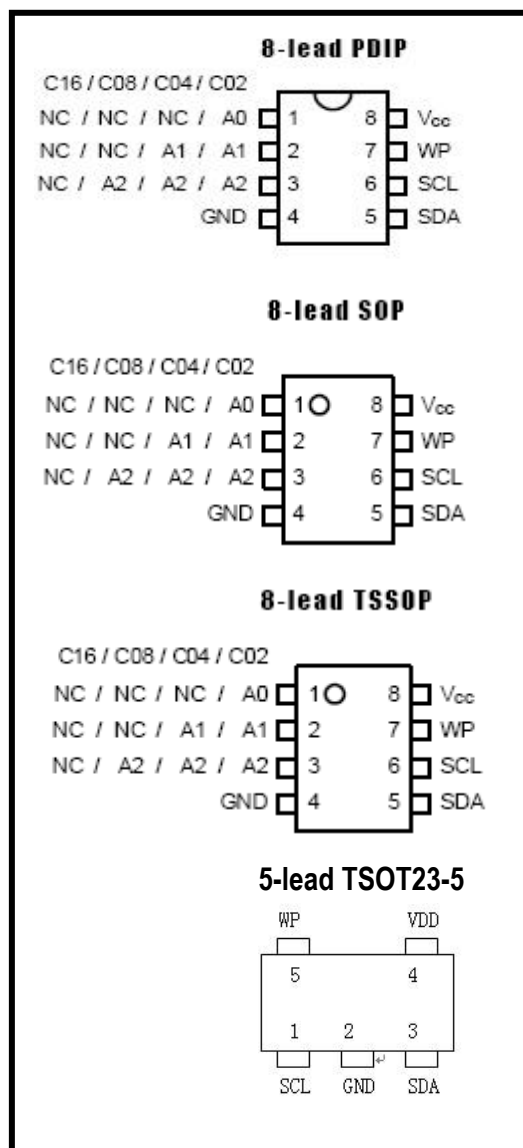 8-lead PDIP
C16 / C08 / C04 / C02
NC / NC / NC / A0 1 8 Vcc
NC / NC / A1 / A1 2 7 WP
NC / A2 / A2 / A2 3 6 SCL
GND 4 5 SDA
8-lead SOP
C16 / C08 / C04 / C02
NC / NC / NC / A0 1 8 Vcc
NC / NC / A1 / A1 2 7 WP
NC / A2 / A2 / A2 3 6 SCL
GND 4 5 SDA
8-lead TSSOP
C16 / C08 / C04 / C02
NC / NC / NC / A0 1 8 Vcc
NC / NC / A1 / A1 2 7 WP
NC / A2 / A2 / A2 3 6 SCL
GND 4 5 SDA
5-lead TSOT23-5
WP VDD
5 4
1 2 3
SCL GND SDA